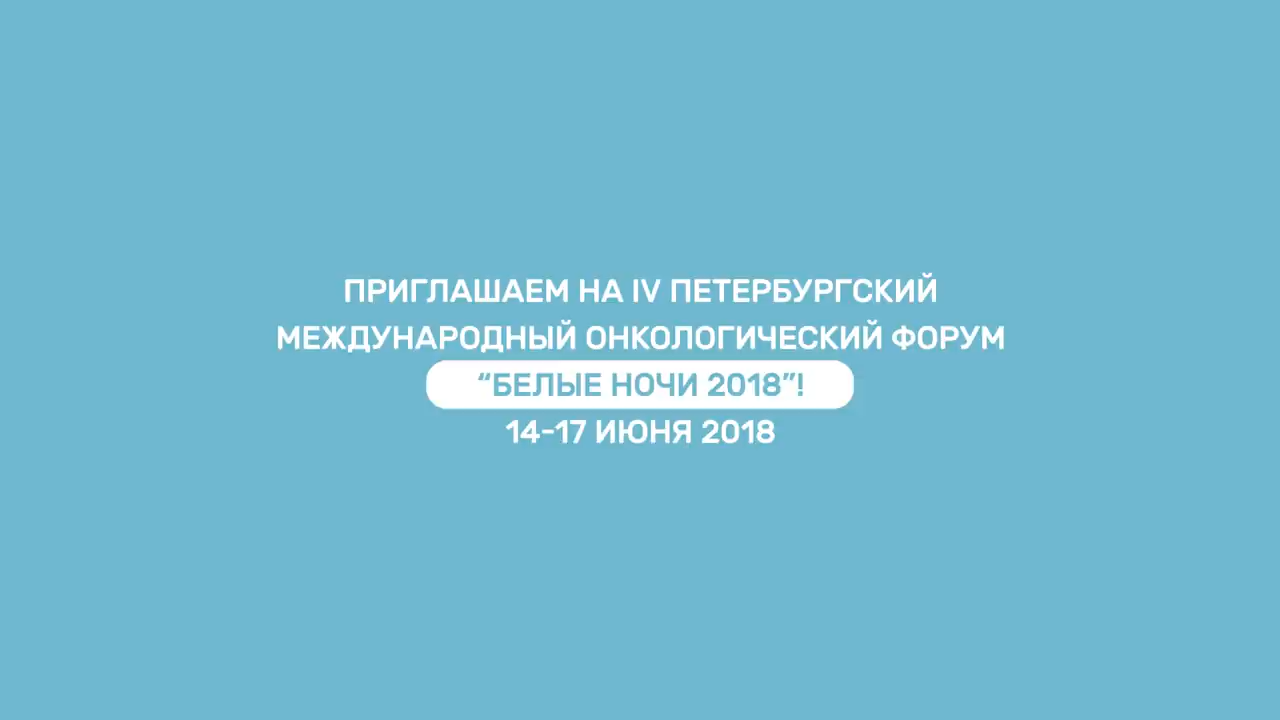 ПРИГЛАШАЕМ НА IV ПЕТЕРБУРГСКИЙ
МЕЖДУНАРОДНЫЙ ОНКОЛОГИЧЕСКИЙ ФОРУМ
“БЕЛЫЕ НОЧИ 2018”!
14-17 ИЮНЯ 2018